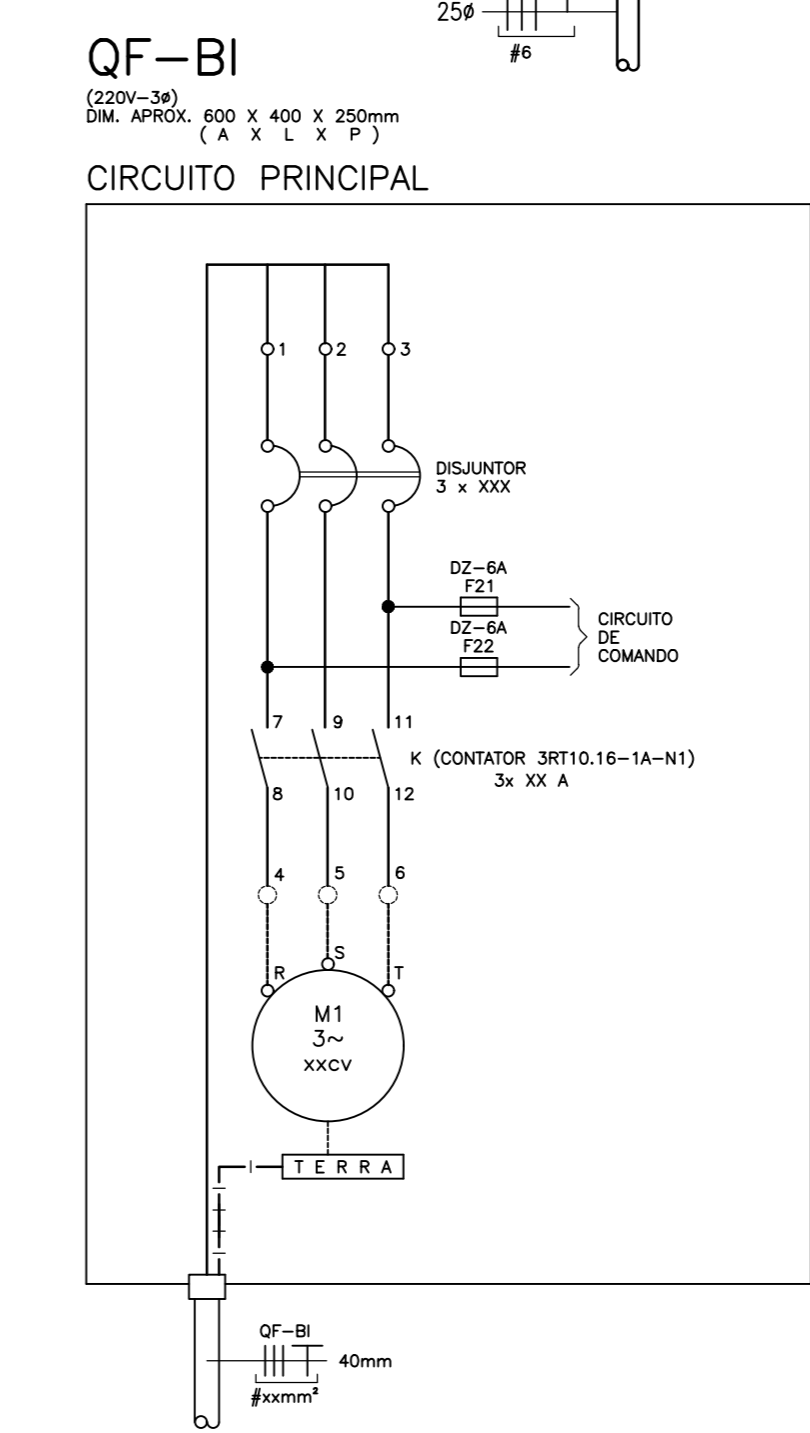 25ø
#6
QF-BI
(220V-3ø)
DIM. APROX. 600 X 400 X 250mm
( A X L X P )
CIRCUITO PRINCIPAL
1 2 3
DISJUNTOR
3 x XXX
DZ-6A
F21
DZ-6A
F22
CIRCUITO
DE
COMANDO
7 9 11
K (CONTATOR 3RT10.16-1A-N1)
3x XX A
8 10 12
4 5 6
S
R T
M1
3~
xxcv
TERRA
QF-BI
40mm
#xxmm²